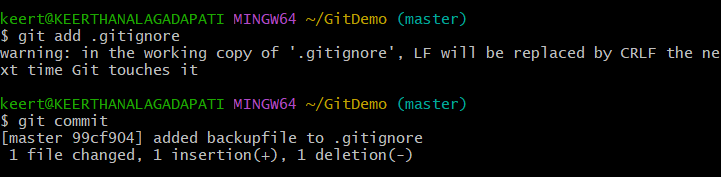 keert@KEERTHANALAGADAPATI MINGW64 ~/GitDemo (master)
$ git add .gitignore
warning: in the working copy of '.gitignore', LF will be replaced by CRLF the ne
xt time Git touches it
keert@KEERTHANALAGADAPATI MINGW64 ~/GitDemo (master)
$ git commit
[master 99cf904] added backupfile to .gitignore
 1 file changed, 1 insertion(+), 1 deletion(-)